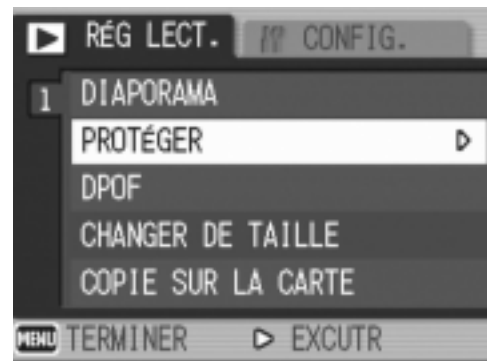 RÉG LECT. CONFIG.
1 DIAPORAMA
PROTÉGER
DPOF
CHANGER DE TAILLE
COPIE SUR LA CARTE
MENU TERMINER EXCUTR